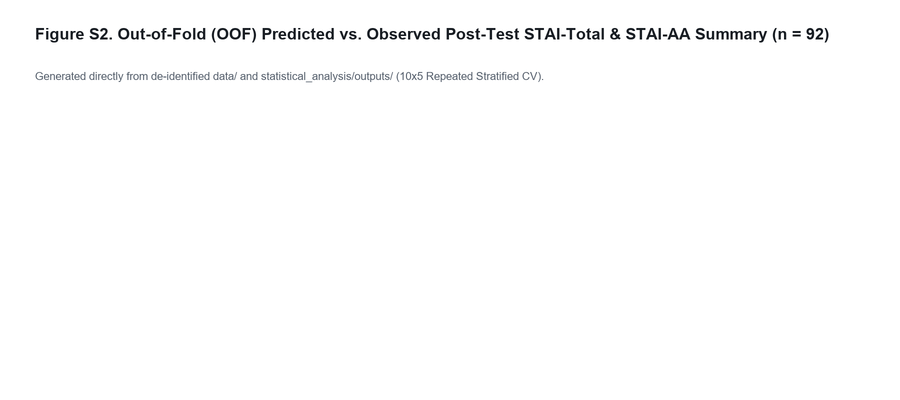 Figure S2. Out-of-Fold (OOF) Predicted vs. Observed Post-Test STAI-Total & STAI-AA Summary (n = 92)
Generated directly from de-identified data/ and statistical_analysis/outputs/ (10x5 Repeated Stratified CV).